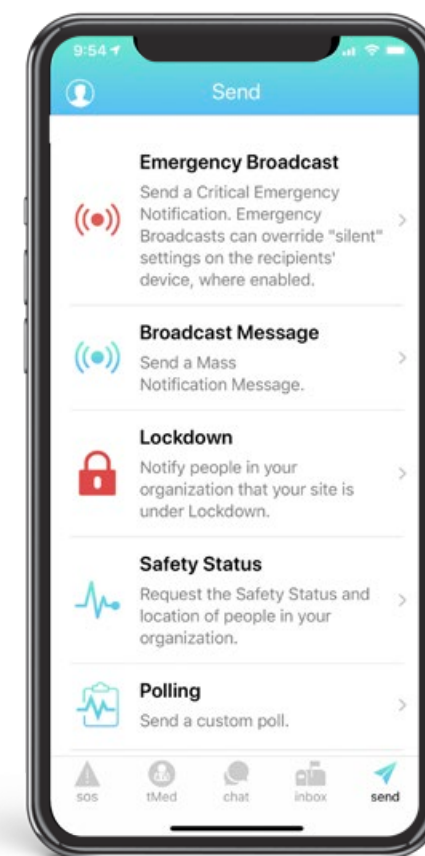 9:54
Send
Emergency Broadcast
Send a Critical Emergency
Notification. Emergency
Broadcasts can override "silent"
settings on the recipients'
device, where enabled.
Broadcast Message
Send a Mass
Notification Message.
Lockdown
Notify people in your
organization that your site is
under Lockdown.
Safety Status
Request the Safety Status and
location of people in your
organization.
Polling
Send a custom poll.
sos tMed chat inbox send